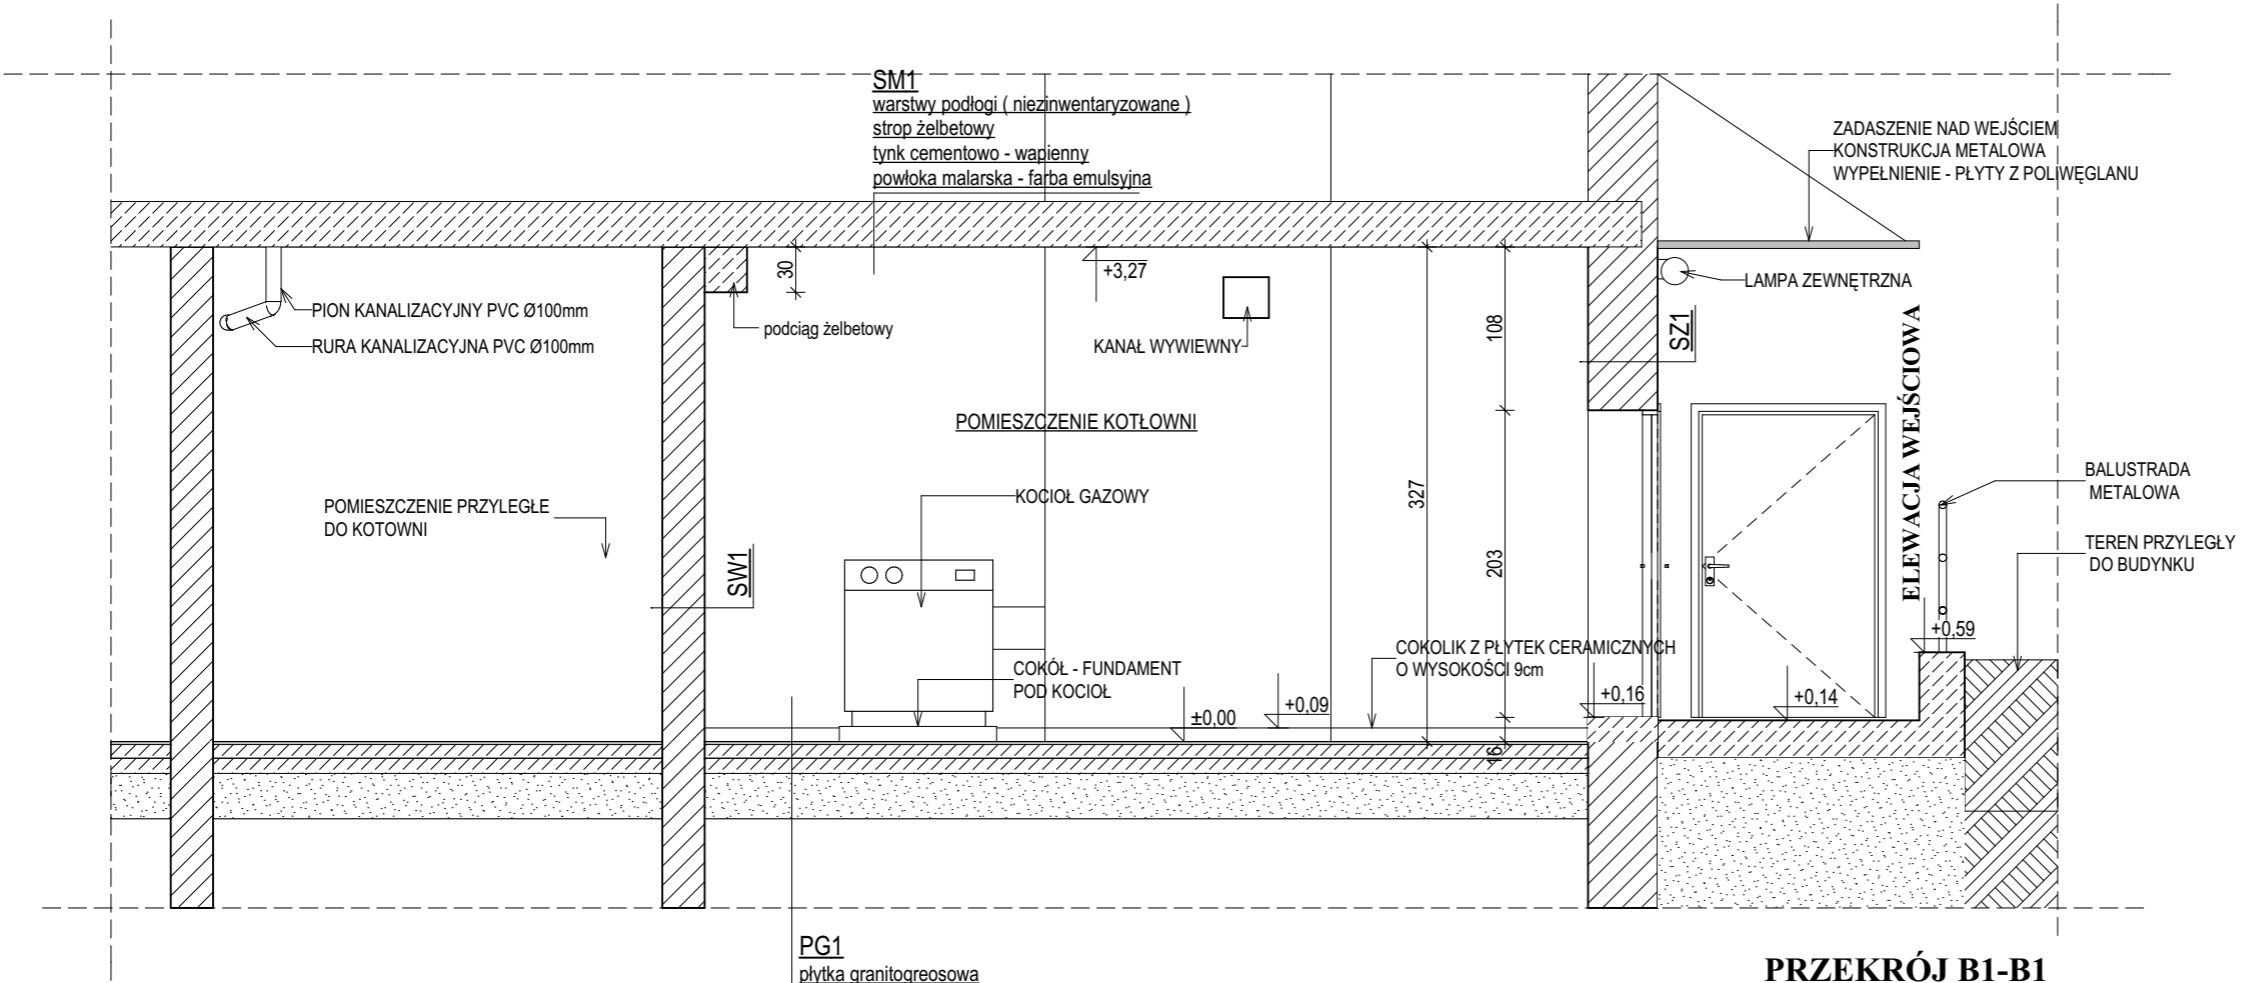 SM1
warstwy podłogi ( niezinwentaryzowane )
strop żelbetowy
tynk cementowo - wapienny
powłoka malarska - farba emulsyjna
ZADASZENIE NAD WEJŚCIEM
KONSTRUKCJA METALOWA
WYPEŁNIENIE - PŁYTY Z POLIWĘGLANU
30
+3,27
LAMPA ZEWNĘTRZNA
PION KANALIZACYJNY PVC Ø100mm
RURA KANALIZACYJNA PVC Ø100mm
podciąg żelbetowy
KANAŁ WYWIEWNY
108
SZ1
ELEWACJA WEJŚCIOWA
POMIESZCZENIE KOTŁOWNI
BALUSTRADA
METALOWA
KOCIOŁ GAZOWY
327
POMIESZCZENIE PRZYLEGŁE
DO KOTOWNI
203
TEREN PRZYLEGŁY
DO BUDYNKU
SW1
+0,59
COKOLIK Z PŁYTEK CERAMICZNYCH
O WYSOKOŚCI 9cm
COKÓŁ - FUNDAMENT
POD KOCIOŁ
+0,16
+0,14
+0,09
±0,00
16
PG1
płytka granitogreosowa
PRZEKRÓJ B1-B1